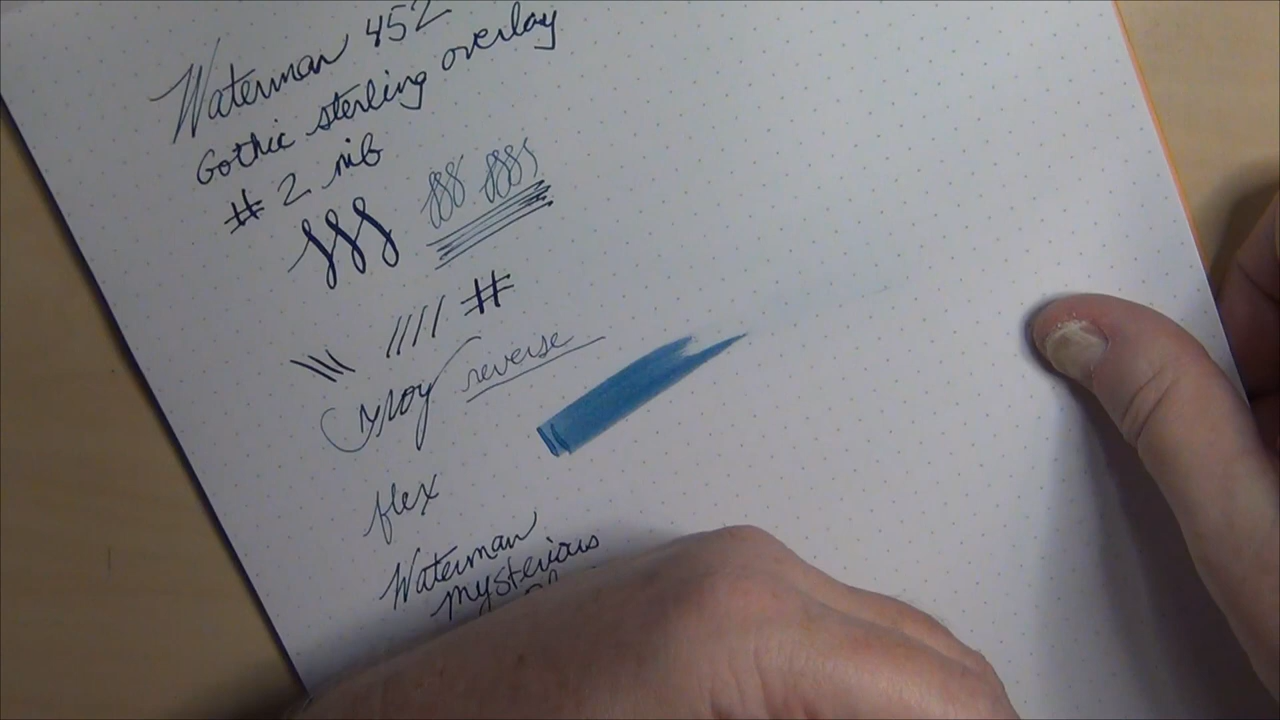 Waterman 452
Gothic sterling overlay
# 2 nib
#
reverse
flex
Waterman
mysterious